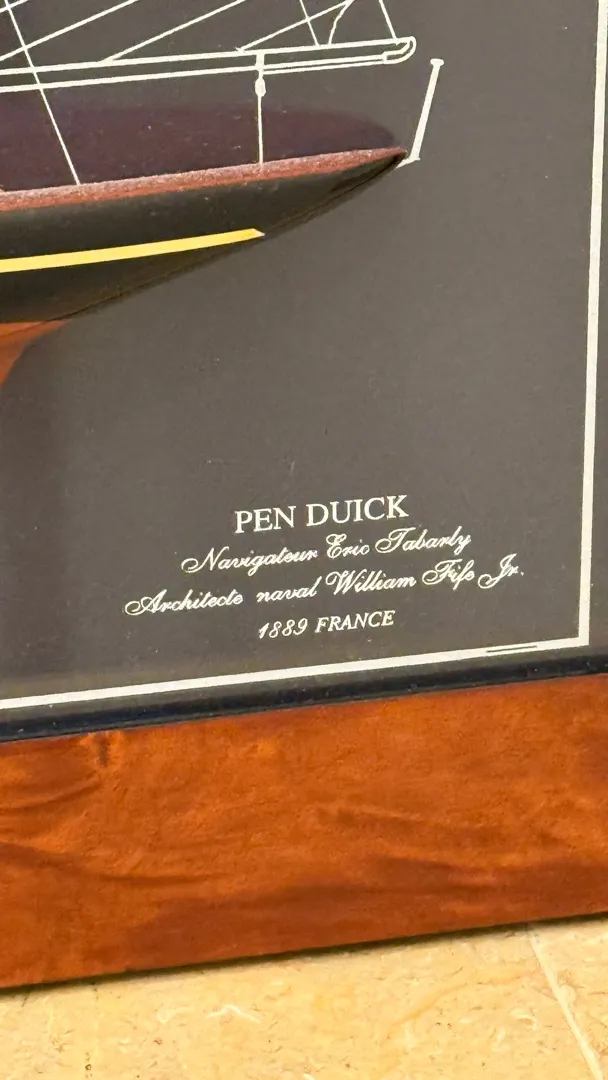 PEN DUICK
Navigateur Eric Tabarly
Architecte naval William Fife Jr.
1889 FRANCE